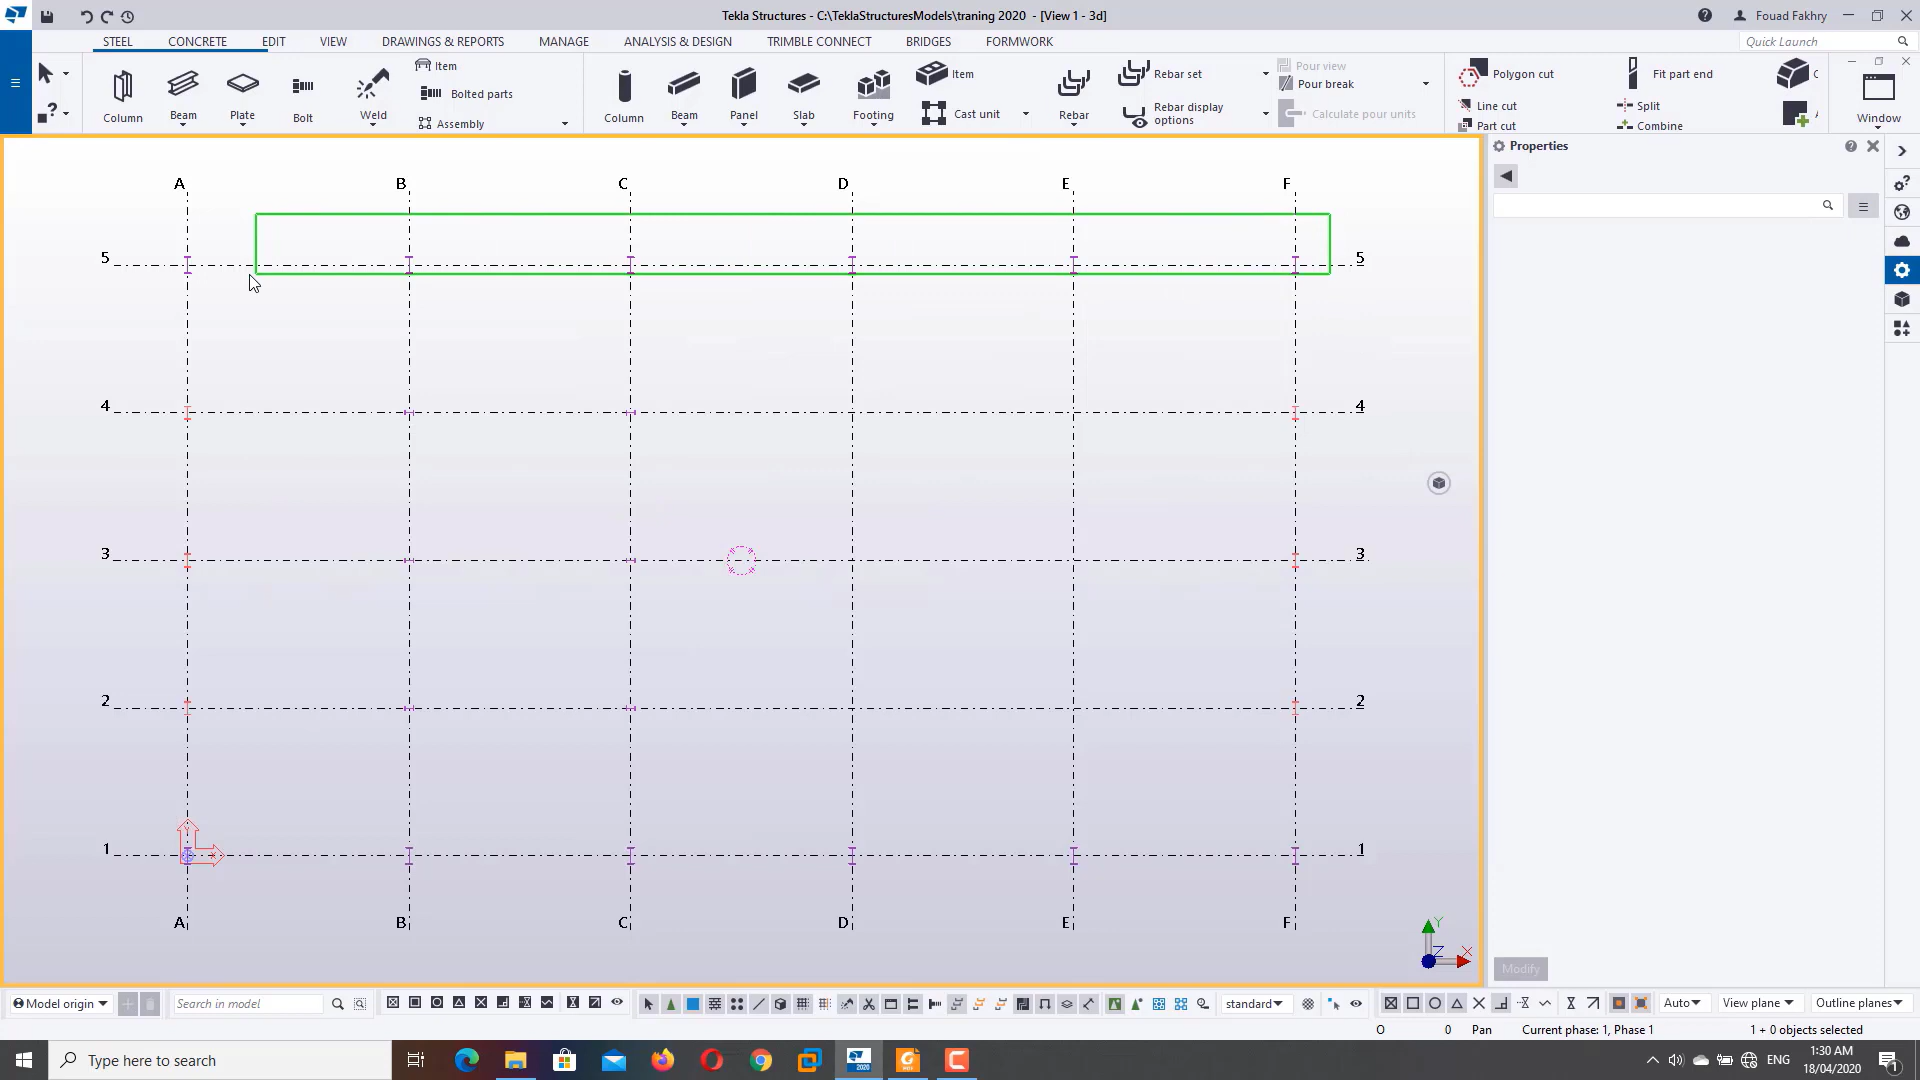 Tekla Structures - C:\TeklaStructuresModels\traning 2020 - [View 1 - 3d]
Fouad Fakhry
STEEL CONCRETE EDIT VIEW DRAWINGS & REPORTS MANAGE ANALYSIS & DESIGN TRIMBLE CONNECT BRIDGES FORMWORK
Quick Launch
Column
Beam
Plate
Bolt
Weld
Item
Bolted parts
Assembly
Column
Beam
Panel
Slab
Footing
Item
Cast unit
Rebar
Rebar set
Rebar display
options
Pour view
Pour break
Calculate pour units
Polygon cut
Line cut
Part cut
Fit part end
Split
Combine
Window
Properties
A B C D E F
5 5
4 4
3 3
2 2
1 1
A B C D E F
Y
Z
X
Modify
Model origin
Search in model
standard
Auto
View plane
Outline planes
O 0 Pan Current phase: 1, Phase 1 1 + 0 objects selected
Type here to search
2020
ENG
1:30 AM
18/04/2020
1